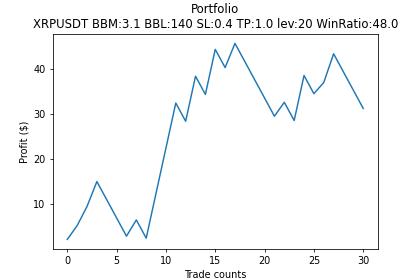 Portfolio
XRPUSDT BBM:3.1 BBL:140 SL:0.4 TP:1.0 lev:20 WinRatio:48.0
Profit ($)
40
30
20
10
0 5 10 15 20 25 30
Trade counts